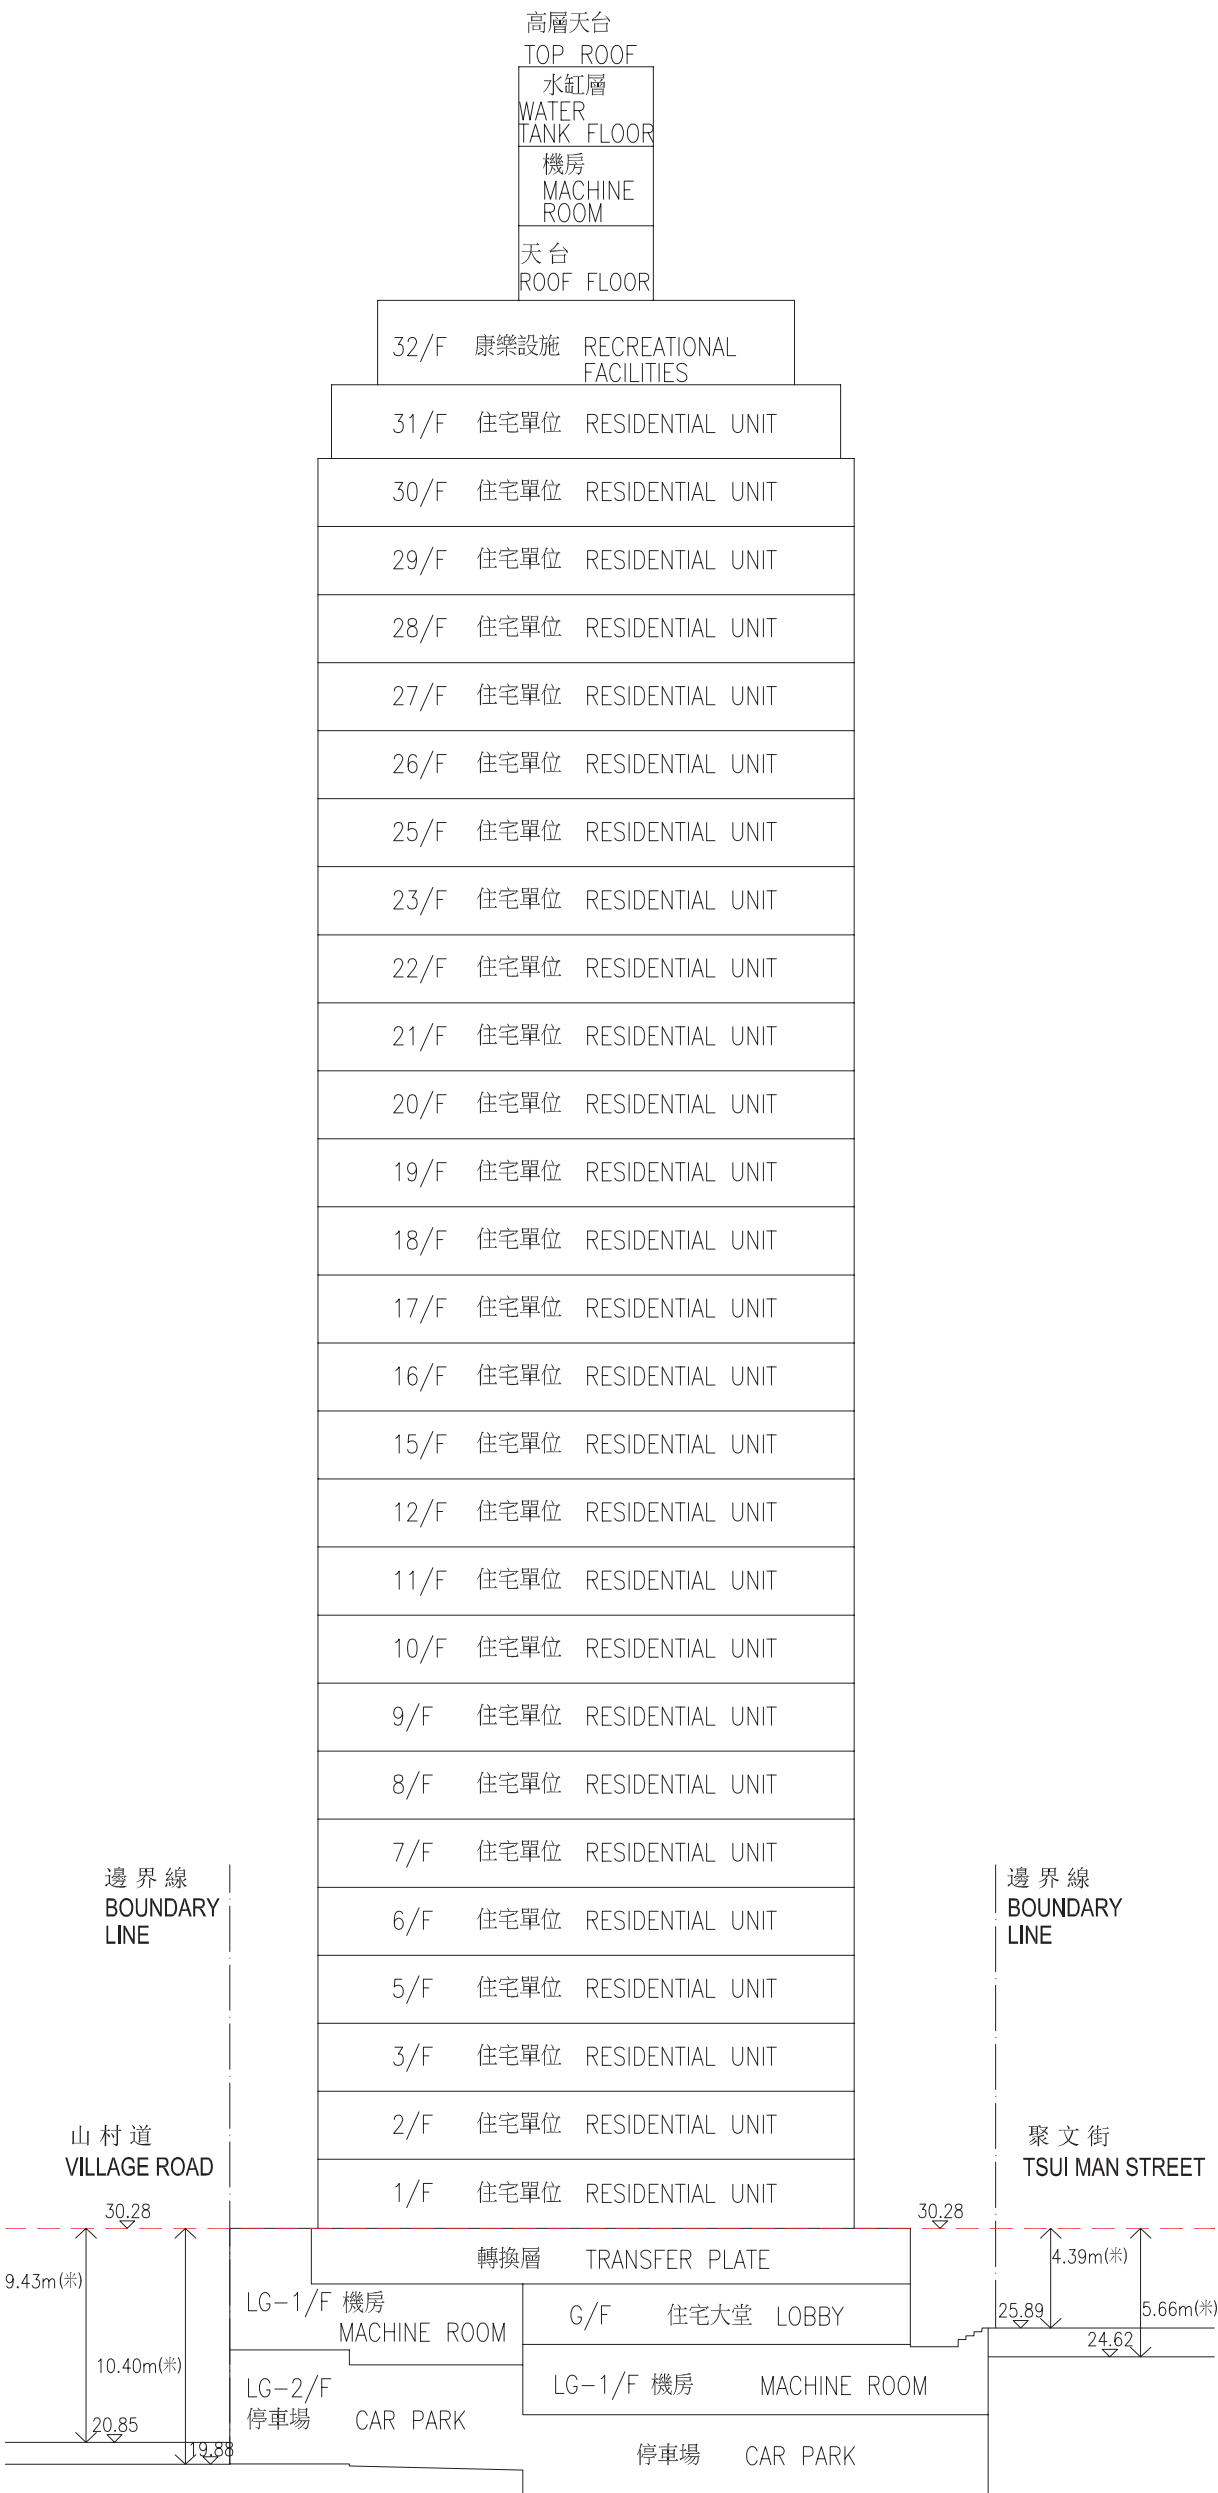 高層天台
TOP ROOF
水缸層
WATER
TANK FLOOR
機房
MACHINE
ROOM
天台
ROOF FLOOR
32/F 康樂設施 RECREATIONAL
FACILITIES
31/F 住宅單位 RESIDENTIAL UNIT
30/F 住宅單位 RESIDENTIAL UNIT
29/F 住宅單位 RESIDENTIAL UNIT
28/F 住宅單位 RESIDENTIAL UNIT
27/F 住宅單位 RESIDENTIAL UNIT
26/F 住宅單位 RESIDENTIAL UNIT
25/F 住宅單位 RESIDENTIAL UNIT
23/F 住宅單位 RESIDENTIAL UNIT
22/F 住宅單位 RESIDENTIAL UNIT
21/F 住宅單位 RESIDENTIAL UNIT
20/F 住宅單位 RESIDENTIAL UNIT
19/F 住宅單位 RESIDENTIAL UNIT
18/F 住宅單位 RESIDENTIAL UNIT
17/F 住宅單位 RESIDENTIAL UNIT
16/F 住宅單位 RESIDENTIAL UNIT
15/F 住宅單位 RESIDENTIAL UNIT
12/F 住宅單位 RESIDENTIAL UNIT
11/F 住宅單位 RESIDENTIAL UNIT
10/F 住宅單位 RESIDENTIAL UNIT
9/F 住宅單位 RESIDENTIAL UNIT
8/F 住宅單位 RESIDENTIAL UNIT
7/F 住宅單位 RESIDENTIAL UNIT
6/F 住宅單位 RESIDENTIAL UNIT
5/F 住宅單位 RESIDENTIAL UNIT
3/F 住宅單位 RESIDENTIAL UNIT
2/F 住宅單位 RESIDENTIAL UNIT
1/F 住宅單位 RESIDENTIAL UNIT
邊界線
BOUNDARY
LINE
邊界線
BOUNDARY
LINE
山村道
VILLAGE ROAD
聚文街
TSUI MAN STREET
30.28
30.28
轉換層 TRANSFER PLATE
9.43m(米)
4.39m(米)
LG-1/F 機房
MACHINE ROOM
G/F 住宅大堂 LOBBY
25.89
5.66m(米)
24.62
10.40m(米)
LG-2/F
停車場 CAR PARK
LG-1/F 機房 MACHINE ROOM
20.85
19.88
停車場 CAR PARK